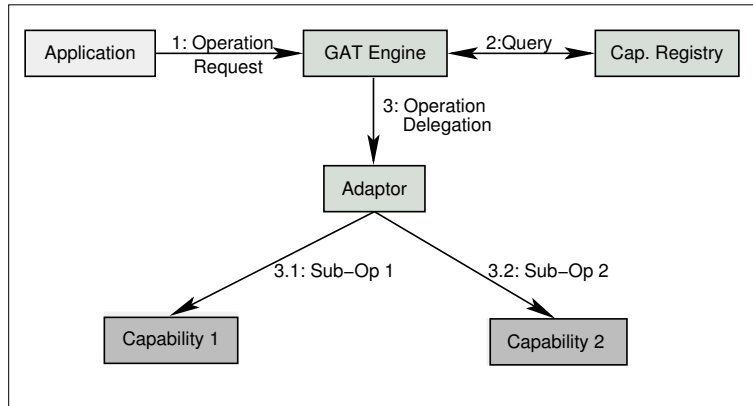 Application
1: Operation
Request
GAT Engine
2:Query
Cap. Registry
3: Operation
Delegation
Adaptor
3.1: Sub−Op 1
3.2: Sub−Op 2
Capability 1
Capability 2